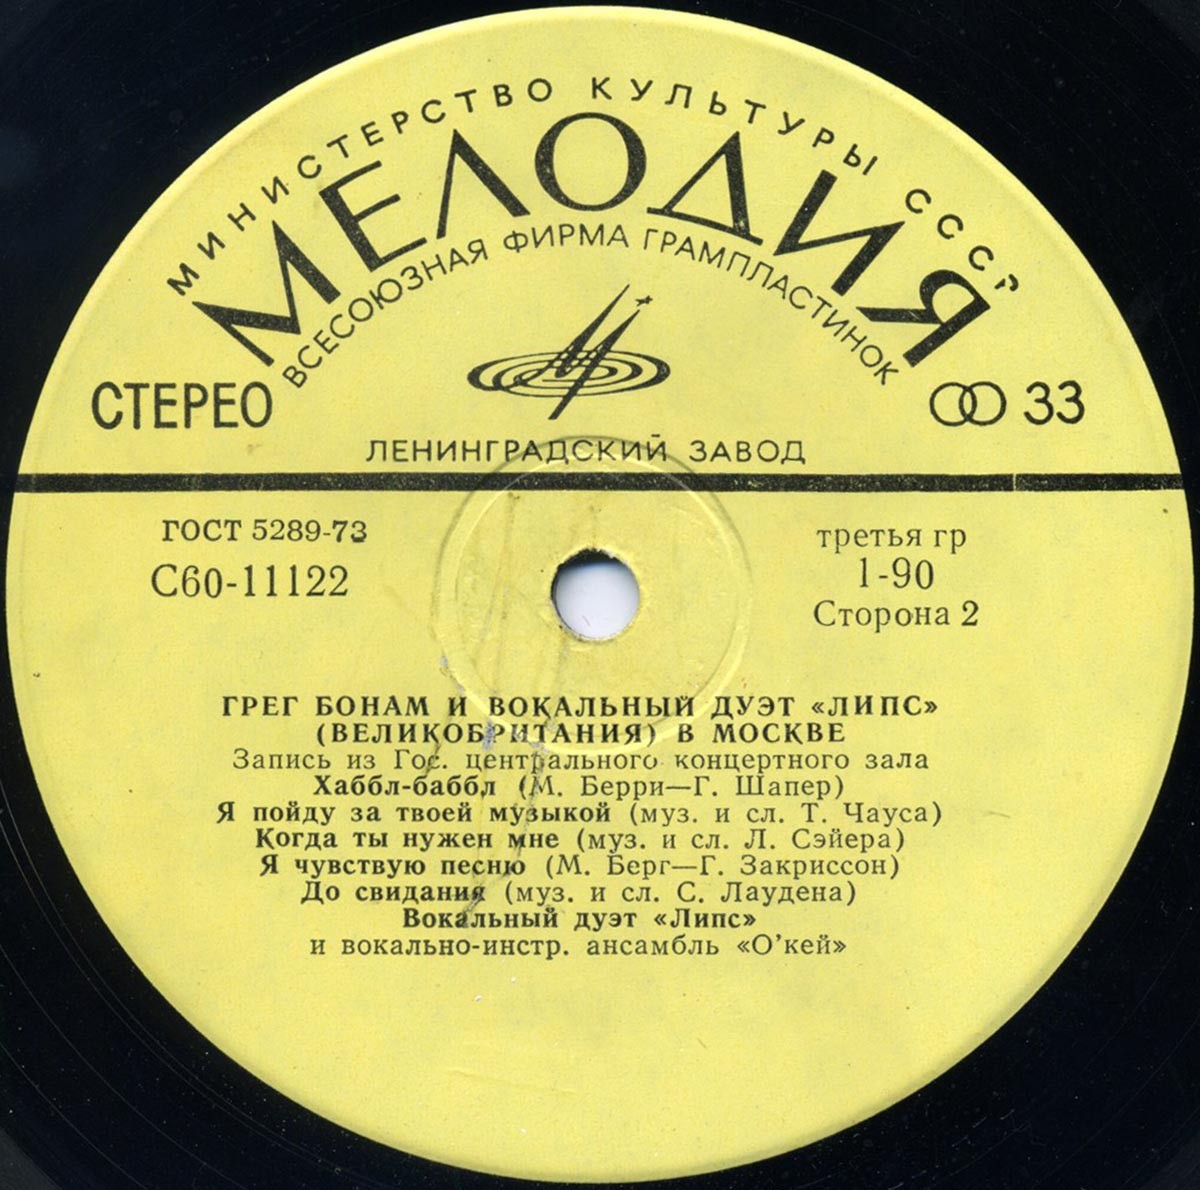 МИНИСТЕРСТВО КУЛЬТУРЫ СССР
МЕЛОДИЯ
ВСЕСОЮЗНАЯ ФИРМА ГРАМПЛАСТИНОК
СТЕРЕО
33
ЛЕНИНГРАДСКИЙ ЗАВОД
ГОСТ 5289-73
С60-11122
третья гр
1-90
Сторона 2
ГРЕГ БОНАМ И ВОКАЛЬНЫЙ ДУЭТ «ЛИПС»
(ВЕЛИКОБРИТАНИЯ) В МОСКВЕ
Запись из Гос. центрального концертного зала
Хаббл-баббл (М. Берри—Г. Шапер)
Я пойду за твоей музыкой (муз. и сл. Т. Чауса)
Когда ты нужен мне (муз. и сл. Л. Сэйера)
Я чувствую песню (М. Берг—Г. Закриссон)
До свидания (муз. и сл. С. Лаудена)
Вокальный дуэт «Липс»
и вокально-инстр. ансамбль «О'кей»